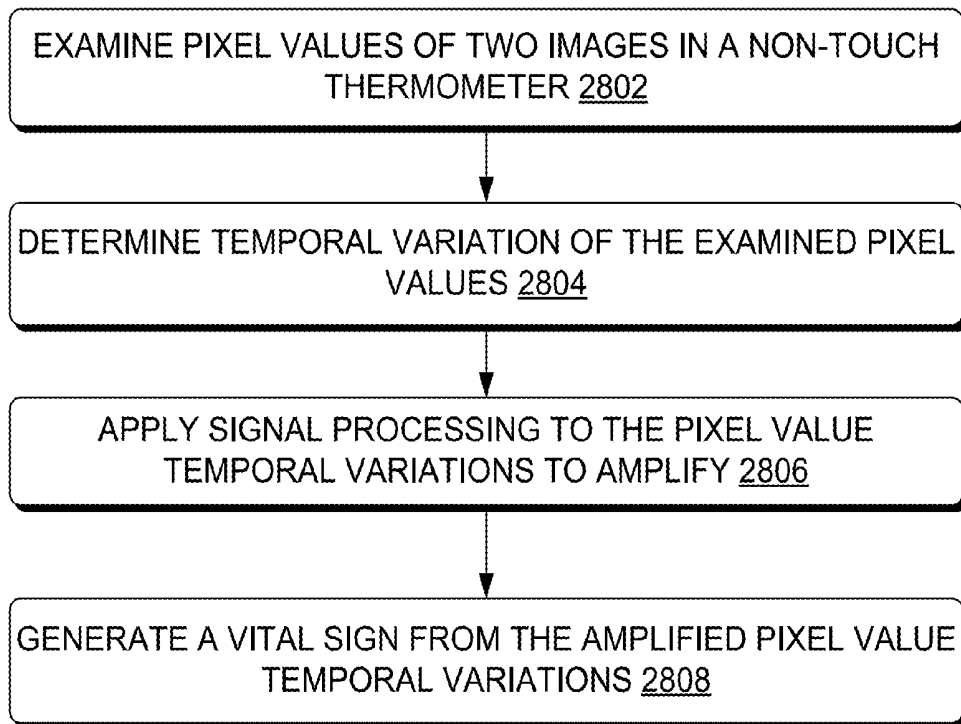 EXAMINE PIXEL VALUES OF TWO IMAGES IN A NON-TOUCH
THERMOMETER 2802
DETERMINE TEMPORAL VARIATION OF THE EXAMINED PIXEL
VALUES 2804
APPLY SIGNAL PROCESSING TO THE PIXEL VALUE
TEMPORAL VARIATIONS TO AMPLIFY 2806
GENERATE A VITAL SIGN FROM THE AMPLIFIED PIXEL VALUE
TEMPORAL VARIATIONS 2808